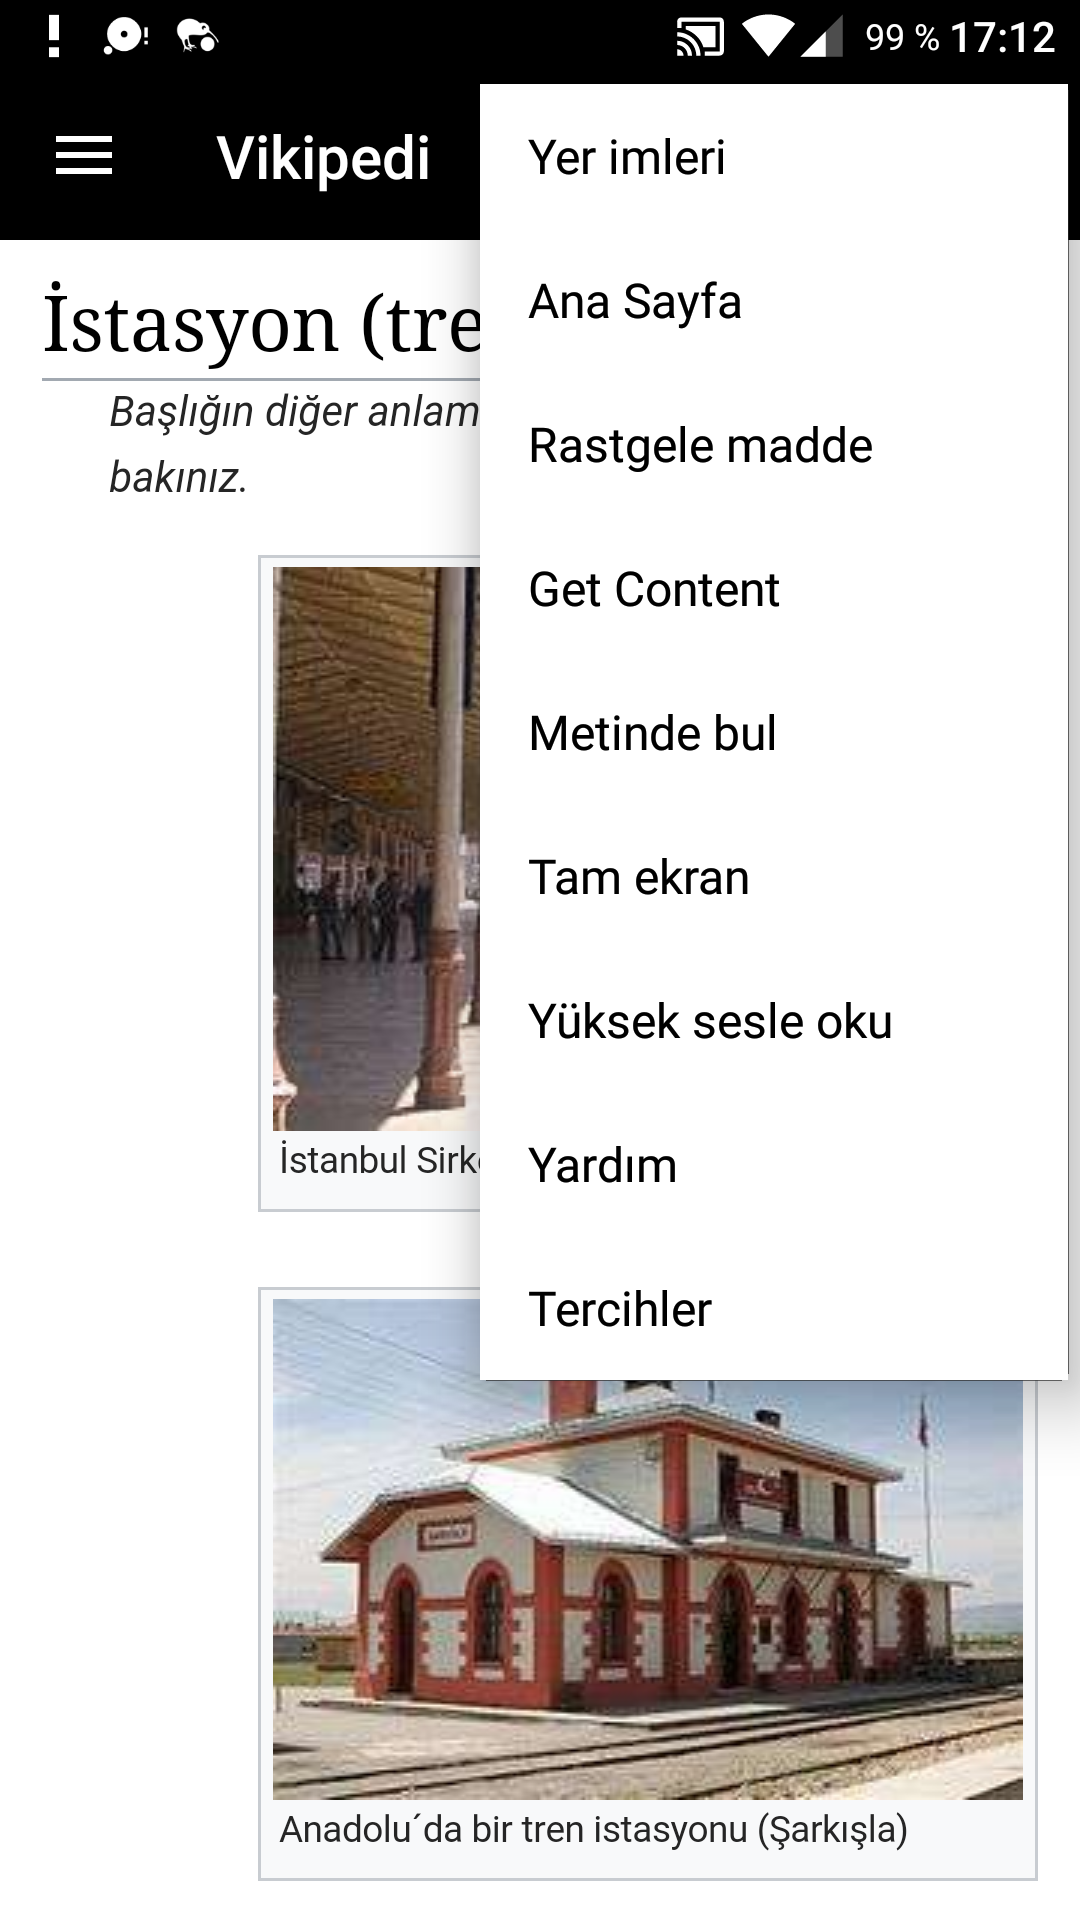 99 % 17:12
Vikipedi
Yer imleri
Ana Sayfa
Rastgele madde
Get Content
Metinde bul
Tam ekran
Yüksek sesle oku
Yardım
Tercihler
İstasyon (tre
Başlığın diğer anlam
bakınız.
İstanbul Sirk
Anadolu´da bir tren istasyonu (Şarkışla)